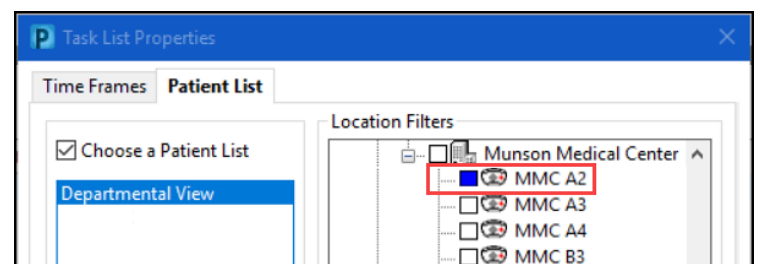 Task List Properties
Time Frames
Patient List
Choose a Patient List
Departmental View
Location Filters
Munson Medical Center
MMC A2
MMC A3
MMC A4
MMC B3